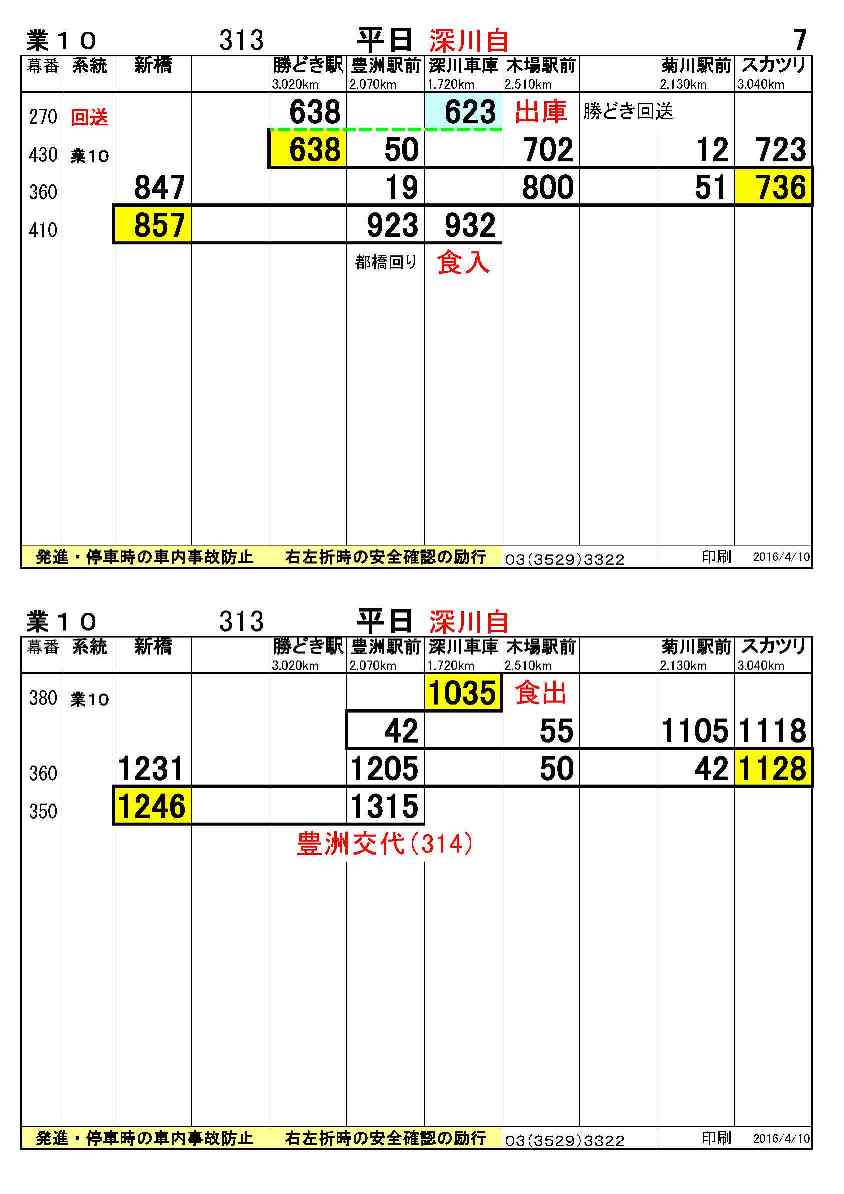 業１０ 313 平日 深川自 7
幕番 系統 新橋 勝どき駅 豊洲駅前 深川車庫 木場駅前 菊川駅前 スカツリ
3.020km 2.070km 1.720km 2.510km 2.130km 3.040km
270 回送 638 623 出庫 勝どき回送
430 業10 638 50 702 12 723
360 847 19 800 51 736
410 857 923 932
都橋回り 食入
発進・停車時の車内事故防止 右左折時の安全確認の励行 03(3529)3322 印刷 2016/4/10
業１０ 313 平日 深川自
幕番 系統 新橋 勝どき駅 豊洲駅前 深川車庫 木場駅前 菊川駅前 スカツリ
3.020km 2.070km 1.720km 2.510km 2.130km 3.040km
380 業10 1035 食出
42 55 1105 1118
360 1231 1205 50 42 1128
350 1246 1315
豊洲交代(314)
発進・停車時の車内事故防止 右左折時の安全確認の励行 03(3529)3322 印刷 2016/4/10